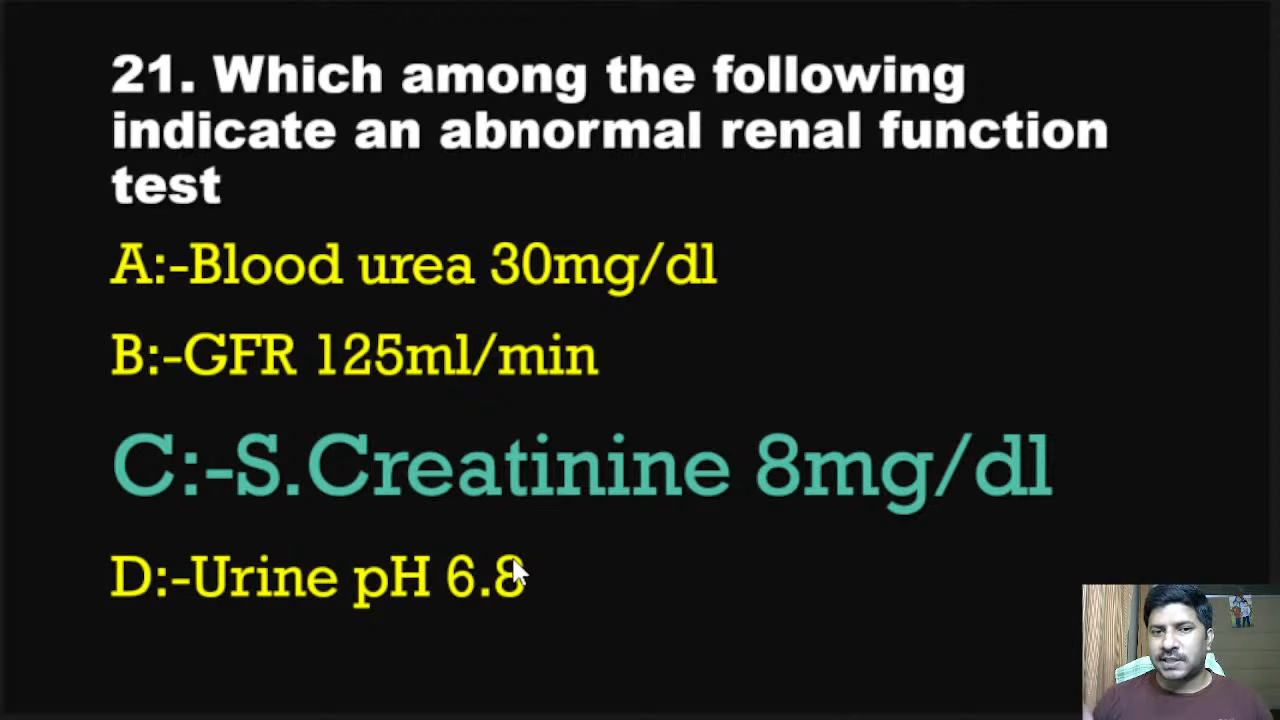 21. Which among the following
indicate an abnormal renal function
test
A:-Blood urea 30mg/dl
B:-GFR 125ml/min
C:-S.Creatinine 8mg/dl
D:-Urine pH 6.8